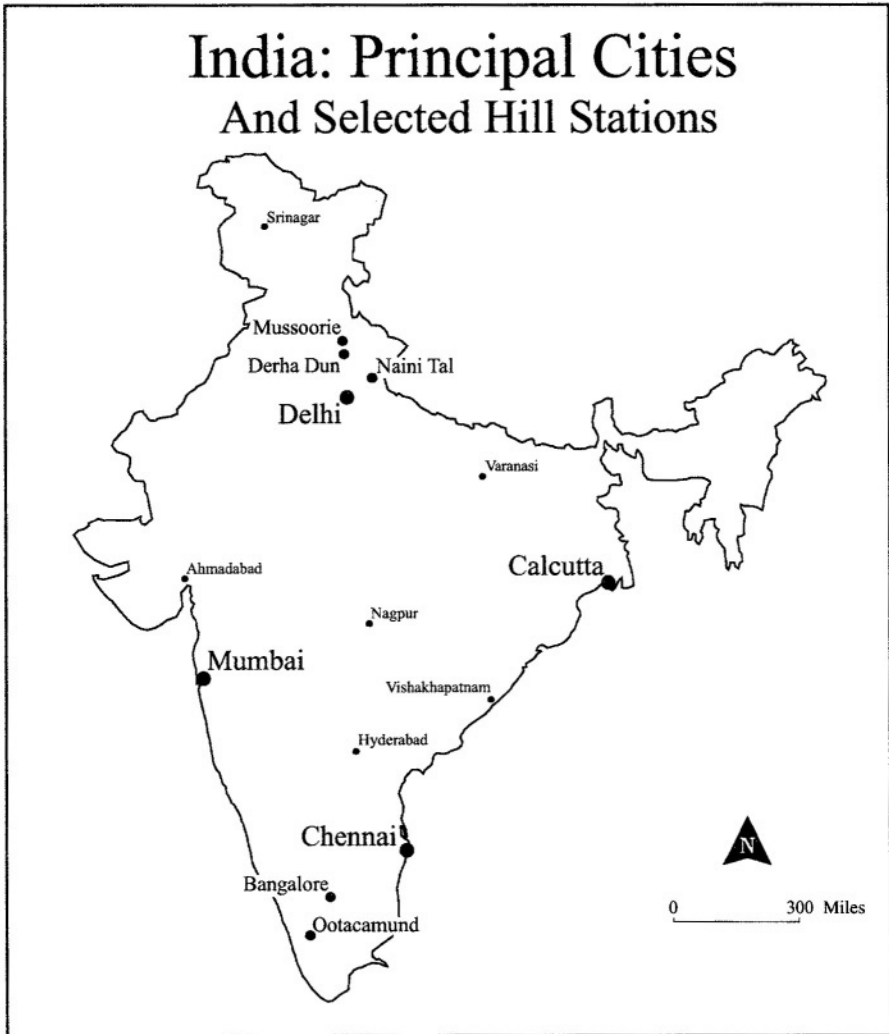 India: Principal Cities
And Selected Hill Stations
Srinagar
Mussoorie
Derha Dun
Naini Tal
Delhi
Varanasi
Ahmadabad
Calcutta
Nagpur
Mumbai
Vishakhapatnam
Hyderabad
Chennai
N
Bangalore
0 300 Miles
Ootacamund